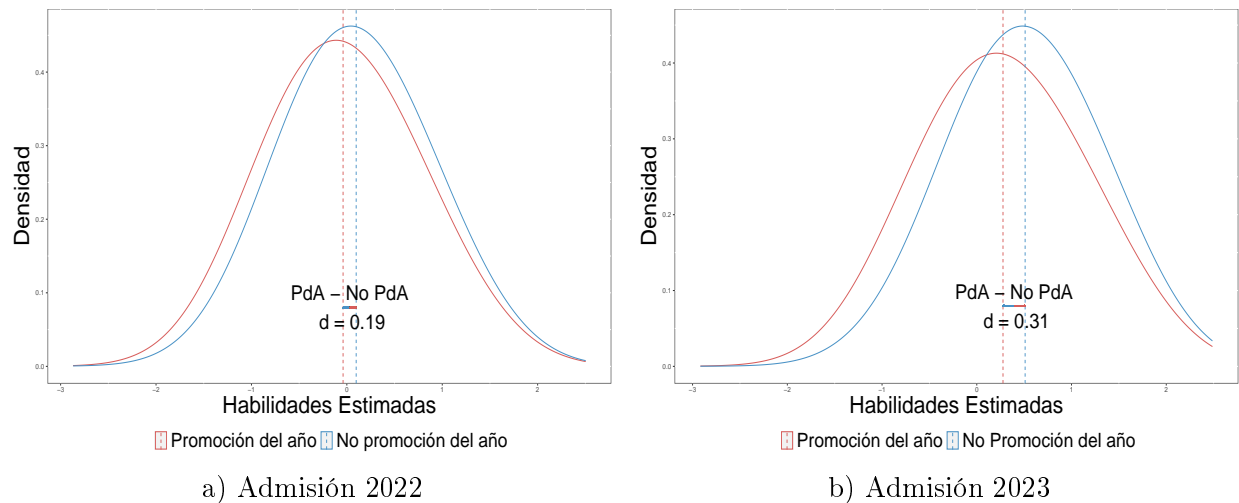 Densidad
0.4
0.3
0.2
0.1
0.0
PdA – No PdA
d = 0.19
−3 −2 −1 0 1 2
Habilidades Estimadas
Promoción del año No promoción del año
a) Admisión 2022
Densidad
0.4
0.3
0.2
0.1
0.0
PdA – No PdA
d = 0.31
−3 −2 −1 0 1 2
Habilidades Estimadas
Promoción del año No Promoción del año
b) Admisión 2023